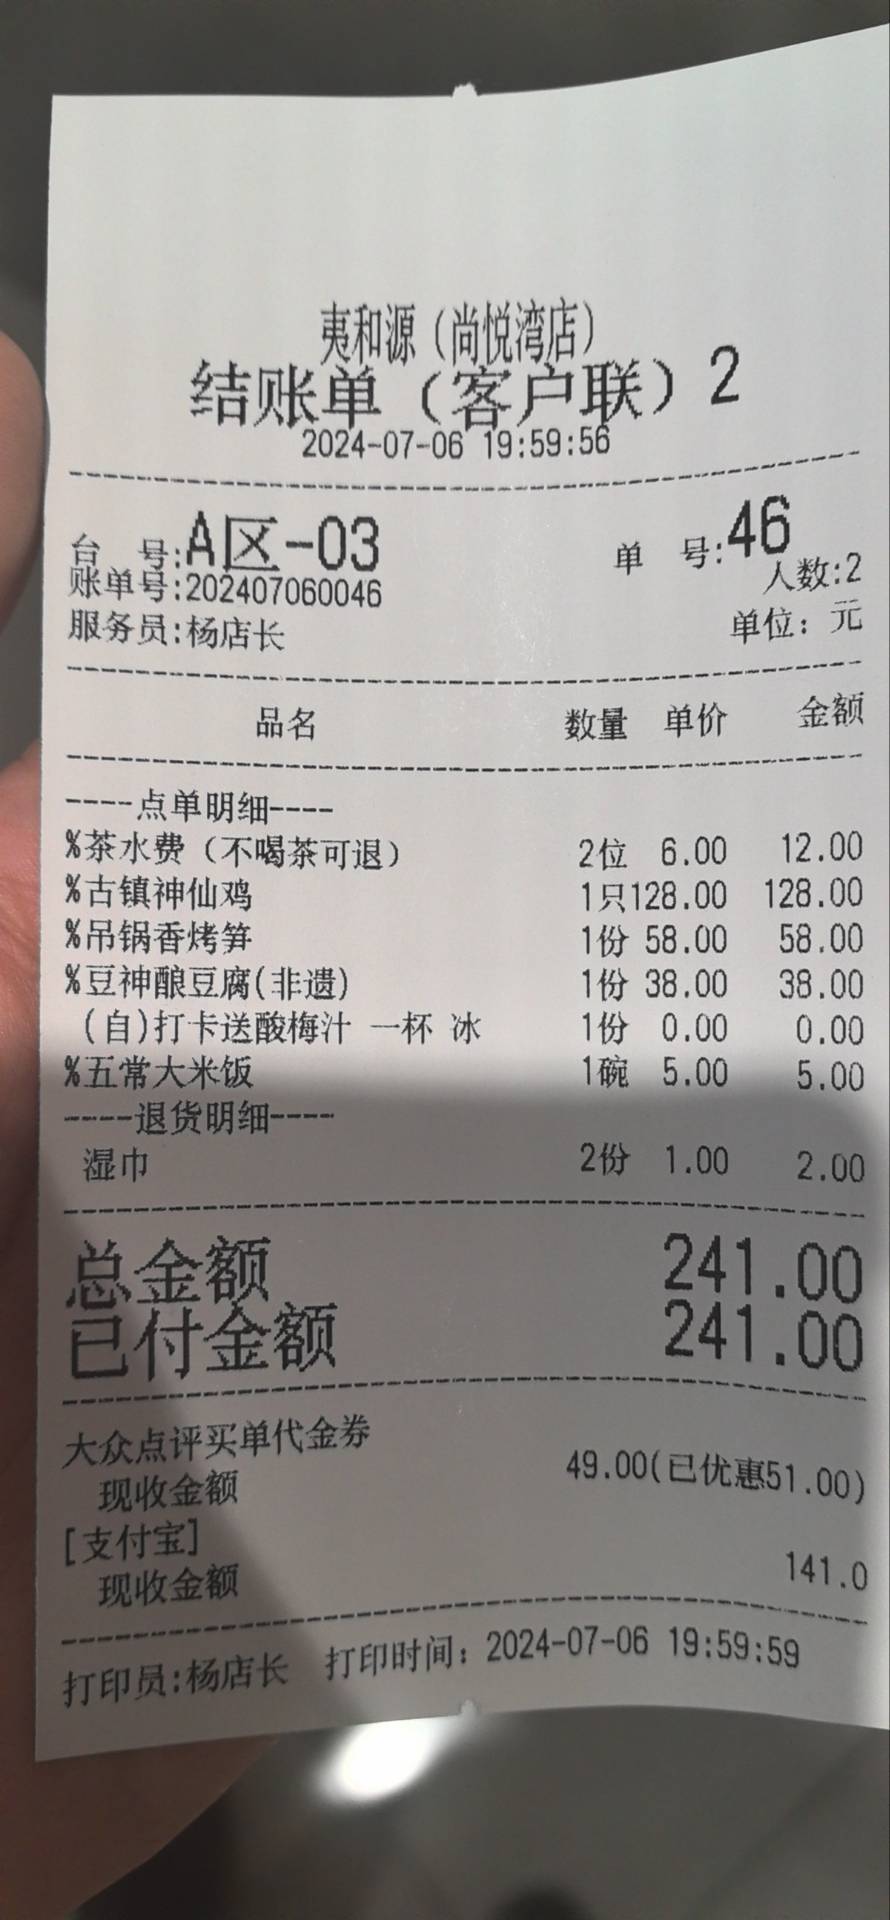 夷和源（尚悦湾店）
结账单（客户联）2
2024-07-06 19:59:56
台 号:A区-03 单 号:46
账单号:202407060046 人数:2
服务员:杨店长 单位：元
品名 数量 单价 金额
----点单明细----
%茶水费（不喝茶可退） 2位 6.00 12.00
%古镇神仙鸡 1只128.00 128.00
%吊锅香烤笋 1份 58.00 58.00
%豆神酿豆腐(非遗) 1份 38.00 38.00
(自)打卡送酸梅汁 一杯 冰 1份 0.00 0.00
%五常大米饭 1碗 5.00 5.00
----退货明细----
湿巾 2份 1.00 2.00
总金额 241.00
已付金额 241.00
大众点评买单代金券
现收金额 49.00(已优惠51.00)
[支付宝]
现收金额 141.0
打印员:杨店长 打印时间：2024-07-06 19:59:59